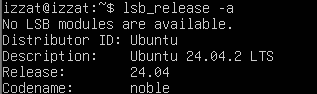 izzat@izzat:~$ lsb_release -a
No LSB modules are available.
Distributor ID: Ubuntu
Description:    Ubuntu 24.04.2 LTS
Release:        24.04
Codename:       noble